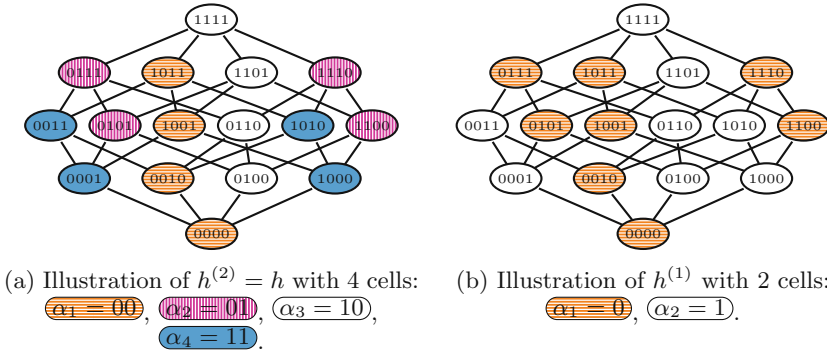 1111 1111
0111 1011 1101 1110 0111 1011 1101 1110
0011 0101 1001 0110 1010 1100 0011 0101 1001 0110 1010 1100
0001 0010 0100 1000 0001 0010 0100 1000
0000 0000
(a) Illustration of h⁽²⁾ = h with 4 cells:
α₁ = 00, α₂ = 01, α₃ = 10,
α₄ = 11.
(b) Illustration of h⁽¹⁾ with 2 cells:
α₁ = 0, α₂ = 1.